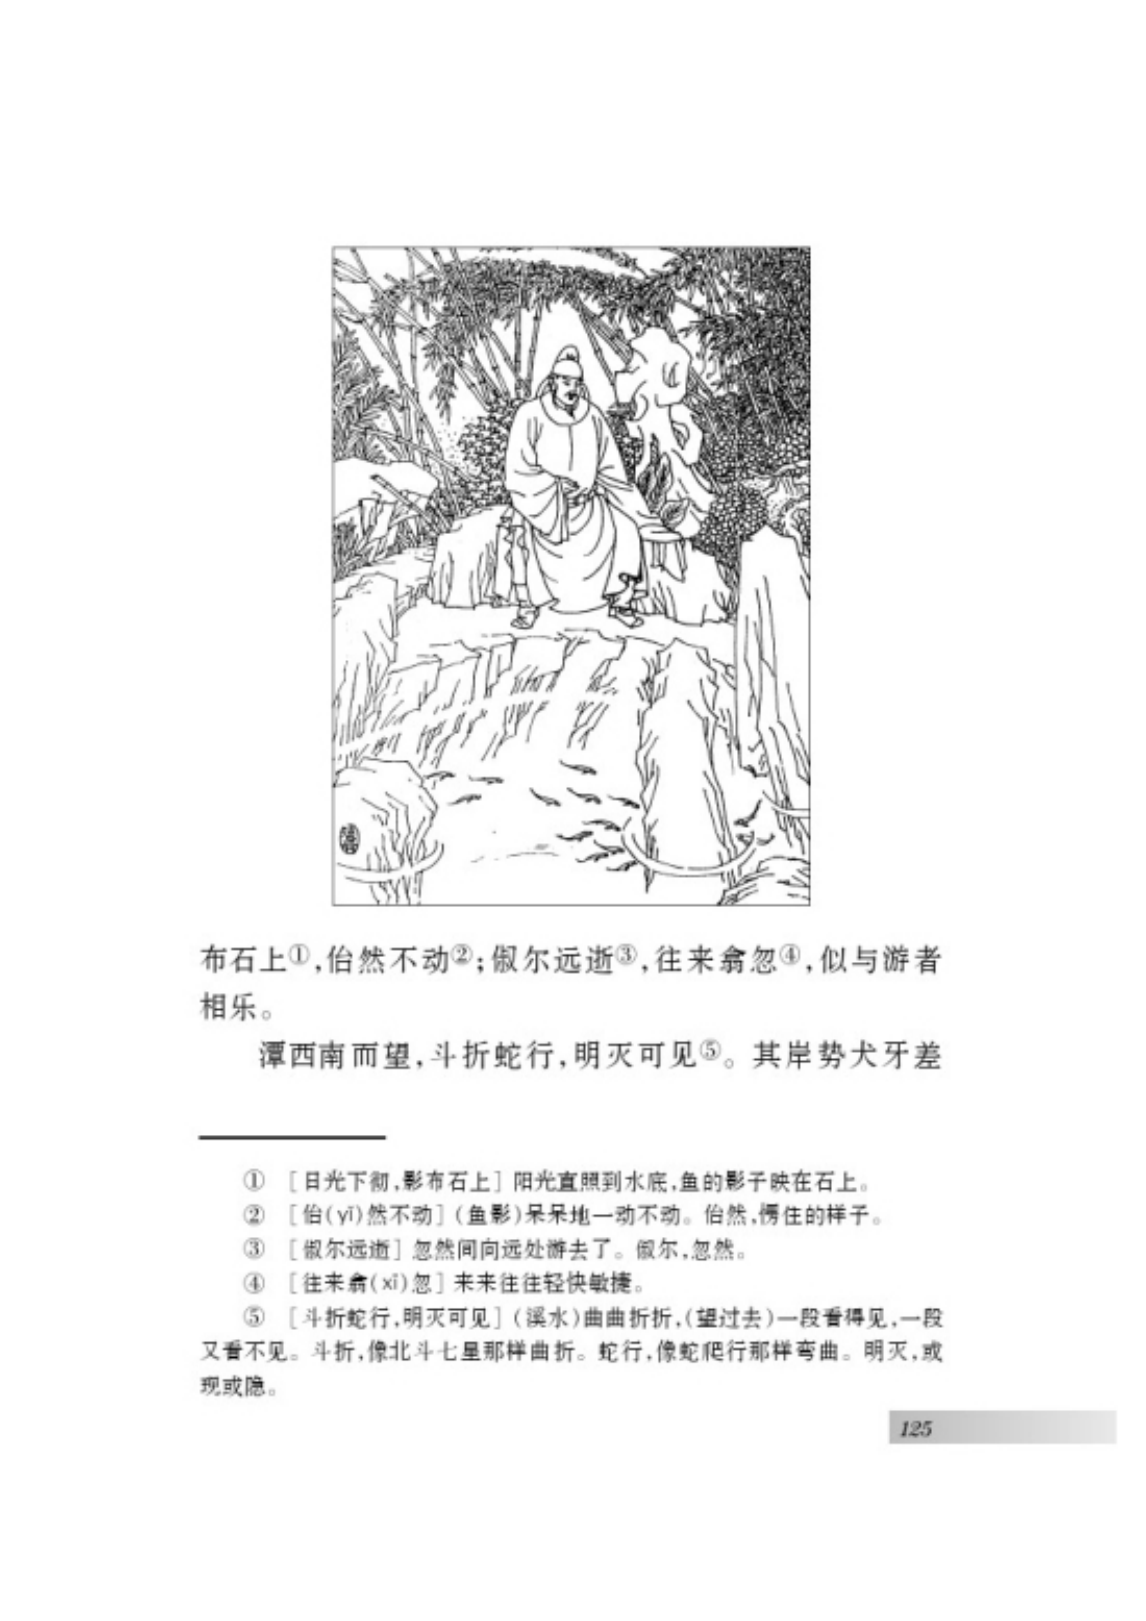 布石上①,佁然不动②;俶尔远逝③,往来翕忽④,似与游者
相乐。
潭西南而望,斗折蛇行,明灭可见⑤。其岸势犬牙差
① [日光下彻,影布石上] 阳光直照到水底,鱼的影子映在石上。
② [佁(yǐ)然不动] (鱼影)呆呆地一动不动。佁然,愣住的样子。
③ [俶尔远逝] 忽然间向远处游去了。俶尔,忽然。
④ [往来翕(xī)忽] 来来往往轻快敏捷。
⑤ [斗折蛇行,明灭可见] (溪水)曲曲折折,(望过去)一段看得见,一段
又看不见。斗折,像北斗七星那样曲折。蛇行,像蛇爬行那样弯曲。明灭,或
现或隐。
125